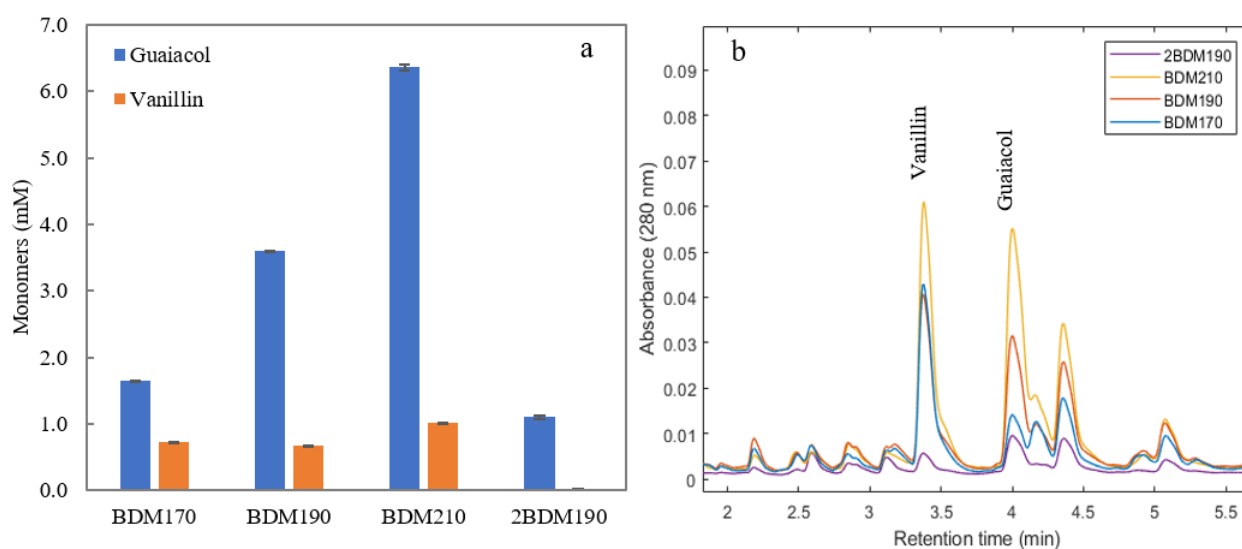 7.0
6.0
5.0
4.0
3.0
2.0
1.0
0.0
Monomers (mM)
Guaiacol
Vanillin
a
BDM170
BDM190
BDM210
2BDM190
b
0.09
0.08
0.07
0.06
0.05
0.04
0.03
0.02
0.01
0
Absorbance (280 nm)
Vanillin
Guaiacol
2BDM190
BDM210
BDM190
BDM170
2
2.5
3
3.5
4
4.5
5
5.5
Retention time (min)